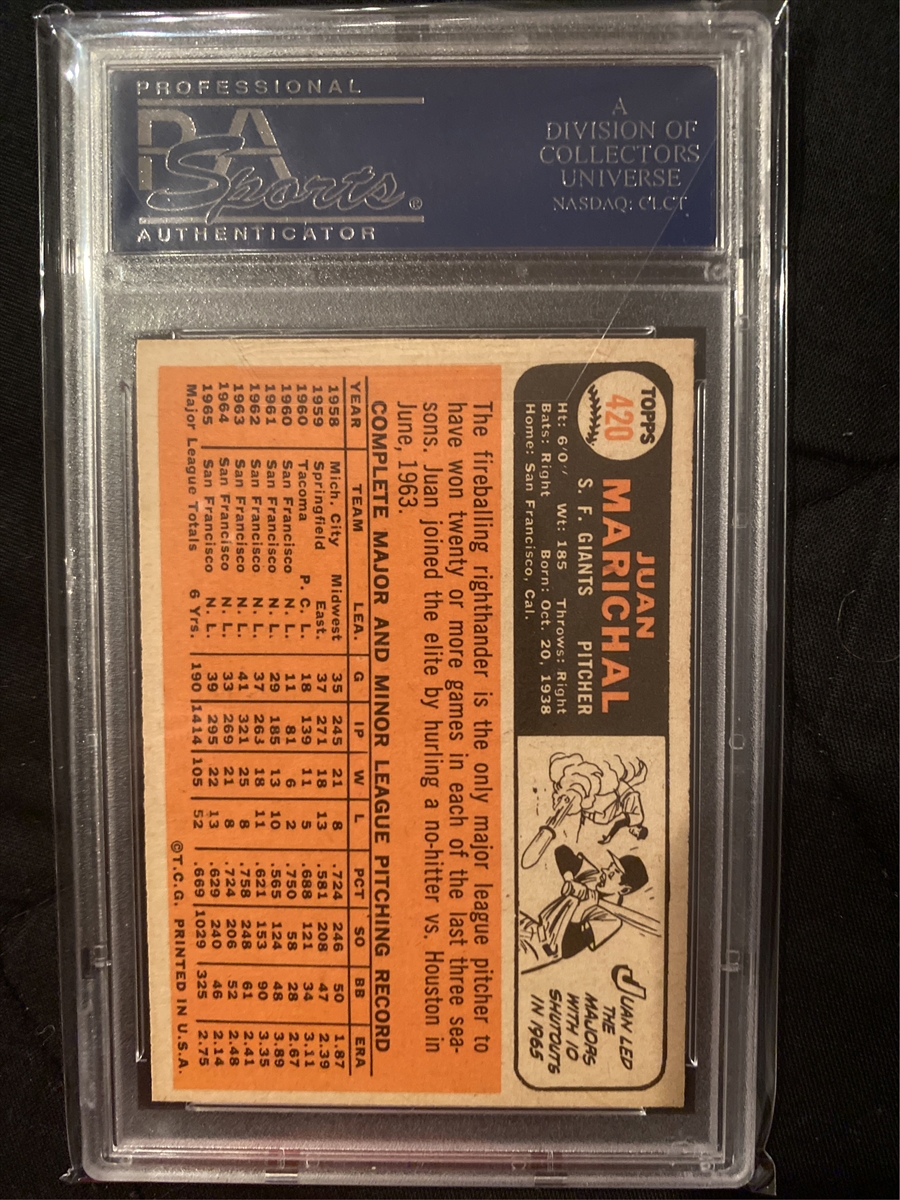 PROFESSIONAL
PSA
Sports®
AUTHENTICATOR
A
DIVISION OF
COLLECTORS
UNIVERSE
NASDAQ: CLCT
TOPPS
420
JUAN
MARICHAL
S. F. GIANTS PITCHER
Ht: 6'0" Wt: 185 Throws: Right
Bats: Right Born: Oct. 20, 1938
Home: San Francisco, Cal.
JUAN LED
THE
MAJORS
WITH 10
SHUTOUTS
IN 1965
The fireballing righthander is the only major league pitcher to
have won twenty or more games in each of the last three sea-
sons. Juan joined the elite by hurling a no-hitter vs. Houston in
June, 1963.
COMPLETE MAJOR AND MINOR LEAGUE PITCHING RECORD
YEAR TEAM LEA. G IP W L PCT SO BB ERA
1958 Mich. City Midwest 35 245 21 8 .724 246 50 1.87
1959 Springfield East. 37 271 18 13 .581 208 47 2.39
1960 Tacoma P. C. L. 18 139 11 5 .688 121 34 3.11
1960 San Francisco N. L. 11 81 6 2 .750 58 28 2.67
1961 San Francisco N. L. 29 185 13 10 .565 124 48 3.89
1962 San Francisco N. L. 37 263 18 11 .621 153 90 3.35
1963 San Francisco N. L. 41 321 25 8 .758 248 61 2.41
1964 San Francisco N. L. 33 269 21 8 .724 206 52 2.48
1965 San Francisco N. L. 39 295 22 13 .629 240 46 2.14
Major League Totals 6 Yrs. 190 1414 105 52 .669 1029 325 2.75
©T.C.G. PRINTED IN U.S.A.